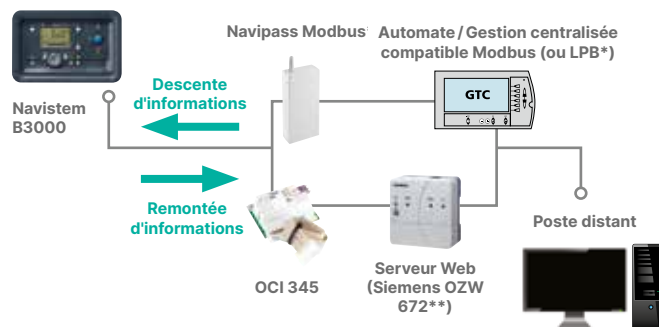 Navipass Modbus
Automate / Gestion centralisée
compatible Modbus (ou LPB*)
GTC
Descente
d'informations
Navistem
B3000
Remontée
d'informations
Poste distant
OCI 345
Serveur Web
(Siemens OZW
672**)